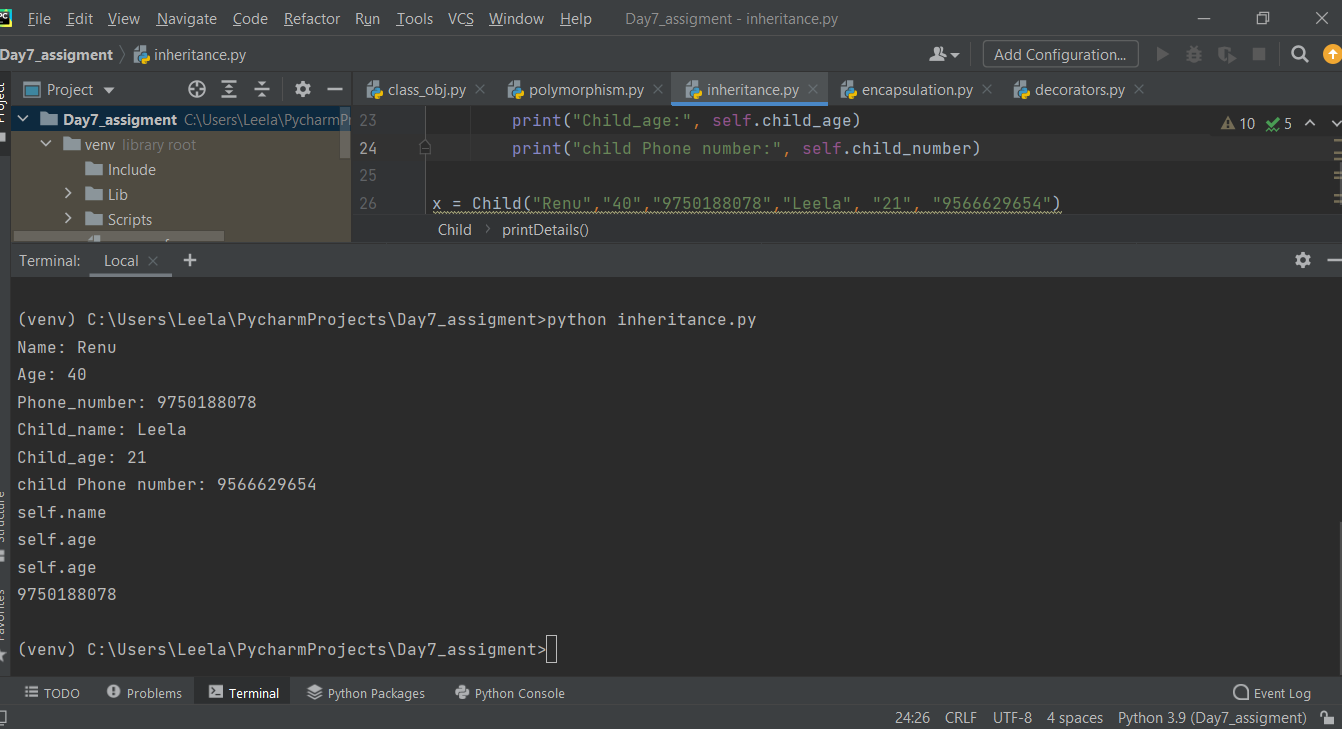 PC File Edit View Navigate Code Refactor Run Tools VCS Window Help Day7_assigment - inheritance.py
Day7_assigment inheritance.py Add Configuration...
Project
Project class_obj.py polymorphism.py inheritance.py encapsulation.py decorators.py
Day7_assigment C:\Users\Leela\PycharmPr
venv library root
Include
Lib
Scripts
23 print("Child_age:", self.child_age)
10 5
24 print("child Phone number:", self.child_number)
25
26 x = Child("Renu","40","9750188078","Leela", "21", "9566629654")
Child printDetails()
Terminal: Local
(venv) C:\Users\Leela\PycharmProjects\Day7_assigment>python inheritance.py
Name: Renu
Age: 40
Phone_number: 9750188078
Child_name: Leela
Child_age: 21
child Phone number: 9566629654
self.name
self.age
self.age
9750188078
(venv) C:\Users\Leela\PycharmProjects\Day7_assigment>
Structure
Favorites
TODO Problems Terminal Python Packages Python Console Event Log
24:26 CRLF UTF-8 4 spaces Python 3.9 (Day7_assigment)